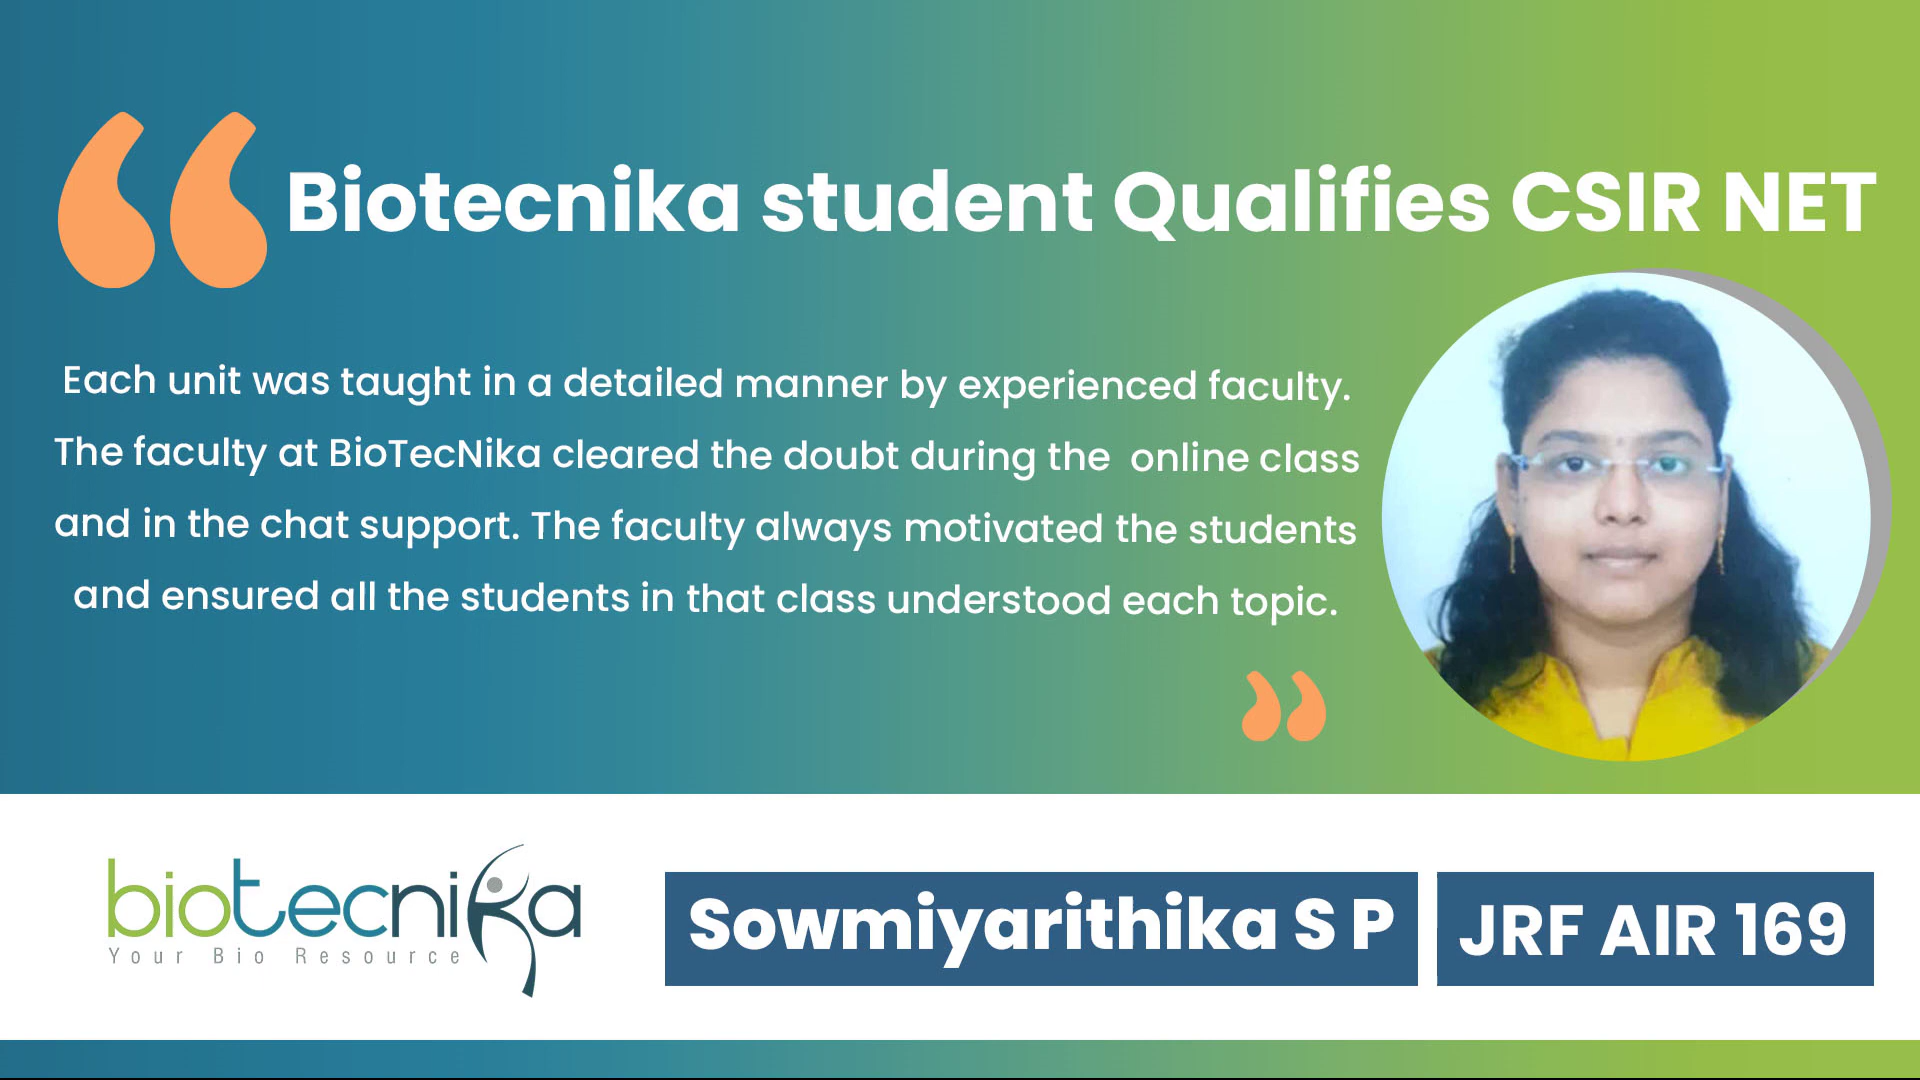 Biotecnika student Qualifies CSIR NET
Each unit was taught in a detailed manner by experienced faculty.
The faculty at BioTecNika cleared the doubt during the online class
and in the chat support. The faculty always motivated the students
and ensured all the students in that class understood each topic.
biotecnika
Your Bio Resource
Sowmiyarithika S P
JRF AIR 169